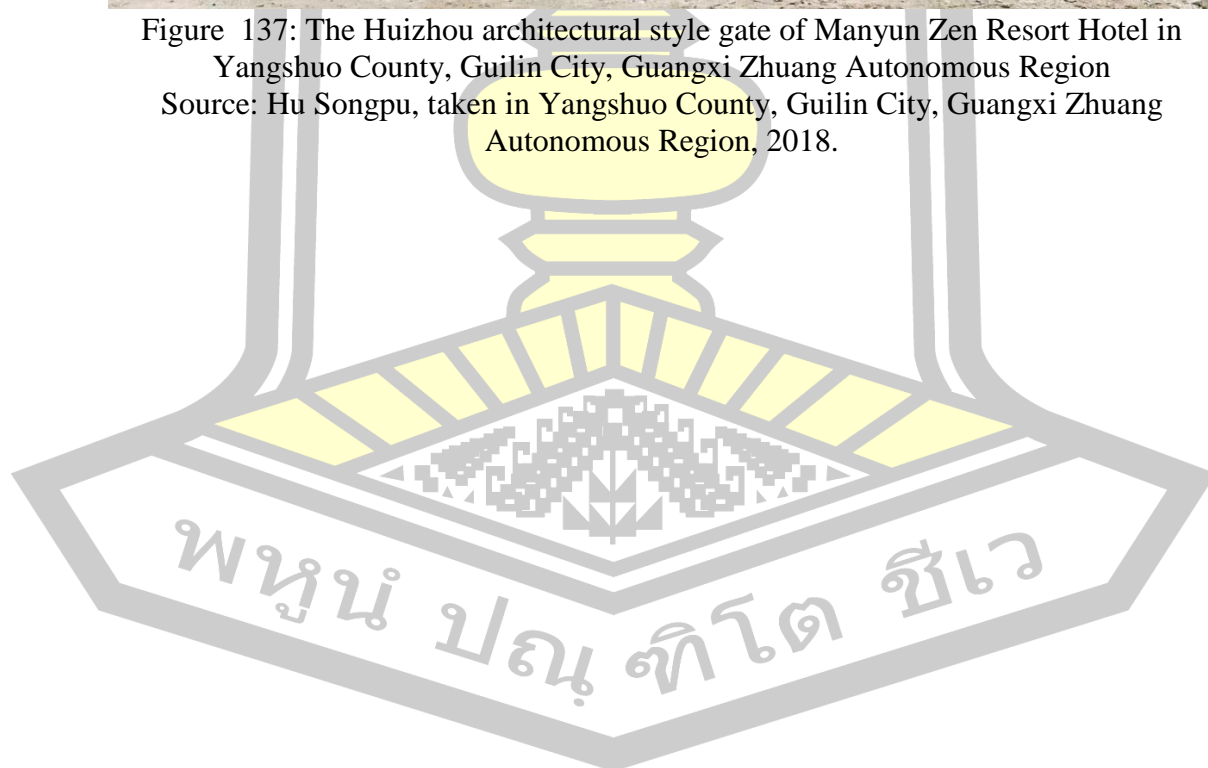 Figure 137: The Huizhou architectural style gate of Manyun Zen Resort Hotel in
Yangshuo County, Guilin City, Guangxi Zhuang Autonomous Region
Source: Hu Songpu, taken in Yangshuo County, Guilin City, Guangxi Zhuang
Autonomous Region, 2018.
พหูนํ ปณฺฑิโต ชีเว